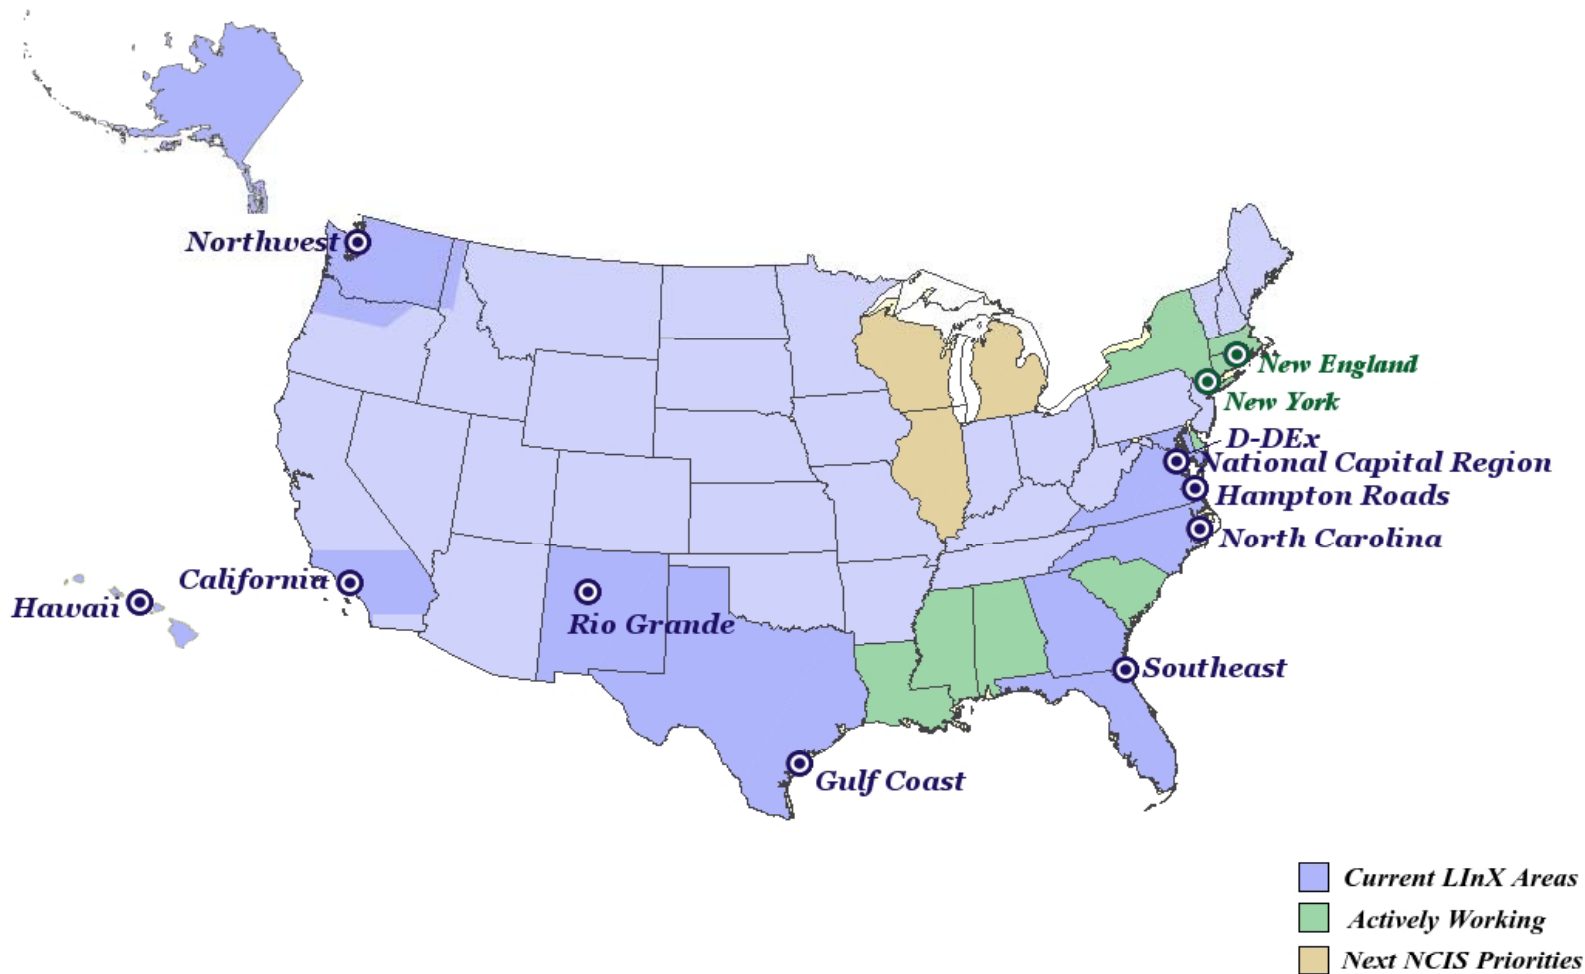 Northwest
New England
New York
D-DEx
National Capital Region
Hampton Roads
North Carolina
California
Hawaii
Rio Grande
Southeast
Gulf Coast
Current LInX Areas
Actively Working
Next NCIS Priorities